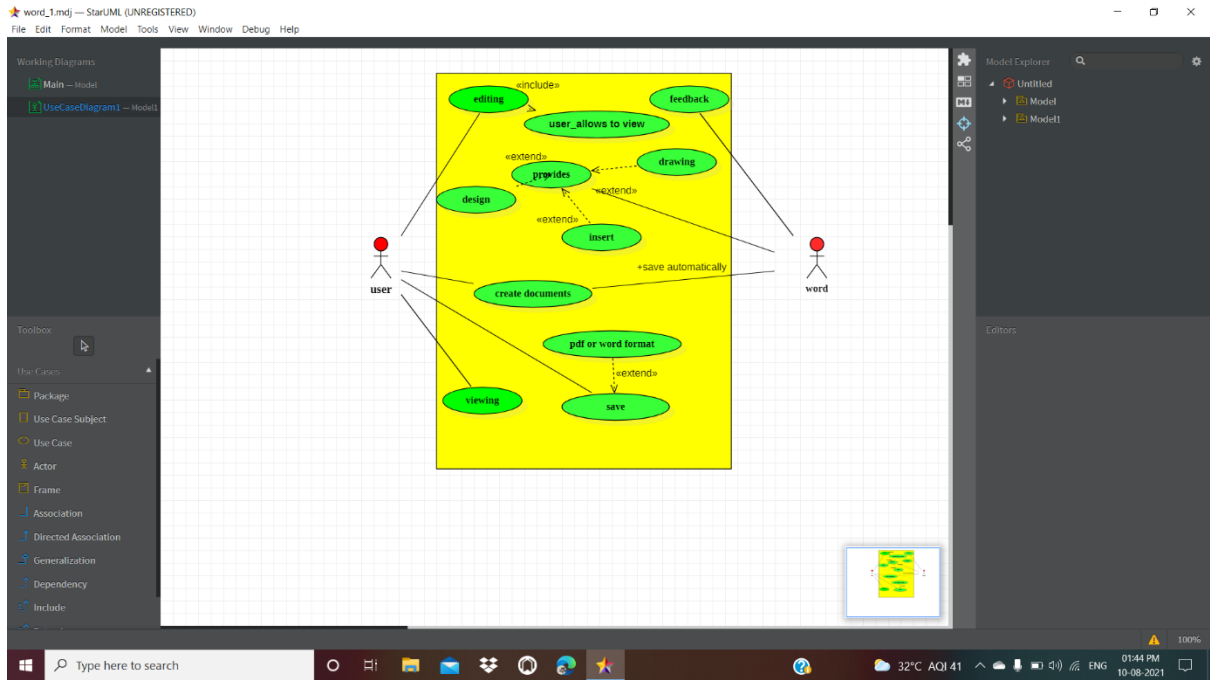 word_1.mdj — StarUML (UNREGISTERED)
File Edit Format Model Tools View Window Debug Help
Working Diagrams
Main — Model
UseCaseDiagram1 — Model1
Toolbox
Use Cases
Package
Use Case Subject
Use Case
Actor
Frame
Association
Directed Association
Generalization
Dependency
Include
editing
«include»
feedback
user_allows to view
«extend»
provides
drawing
«extend»
design
«extend»
insert
user
+save automatically
word
create documents
pdf or word format
«extend»
viewing
save
Model Explorer
Untitled
Model
Model1
Editors
100%
Type here to search
32°C AQI 41
ENG
01:44 PM
10-08-2021